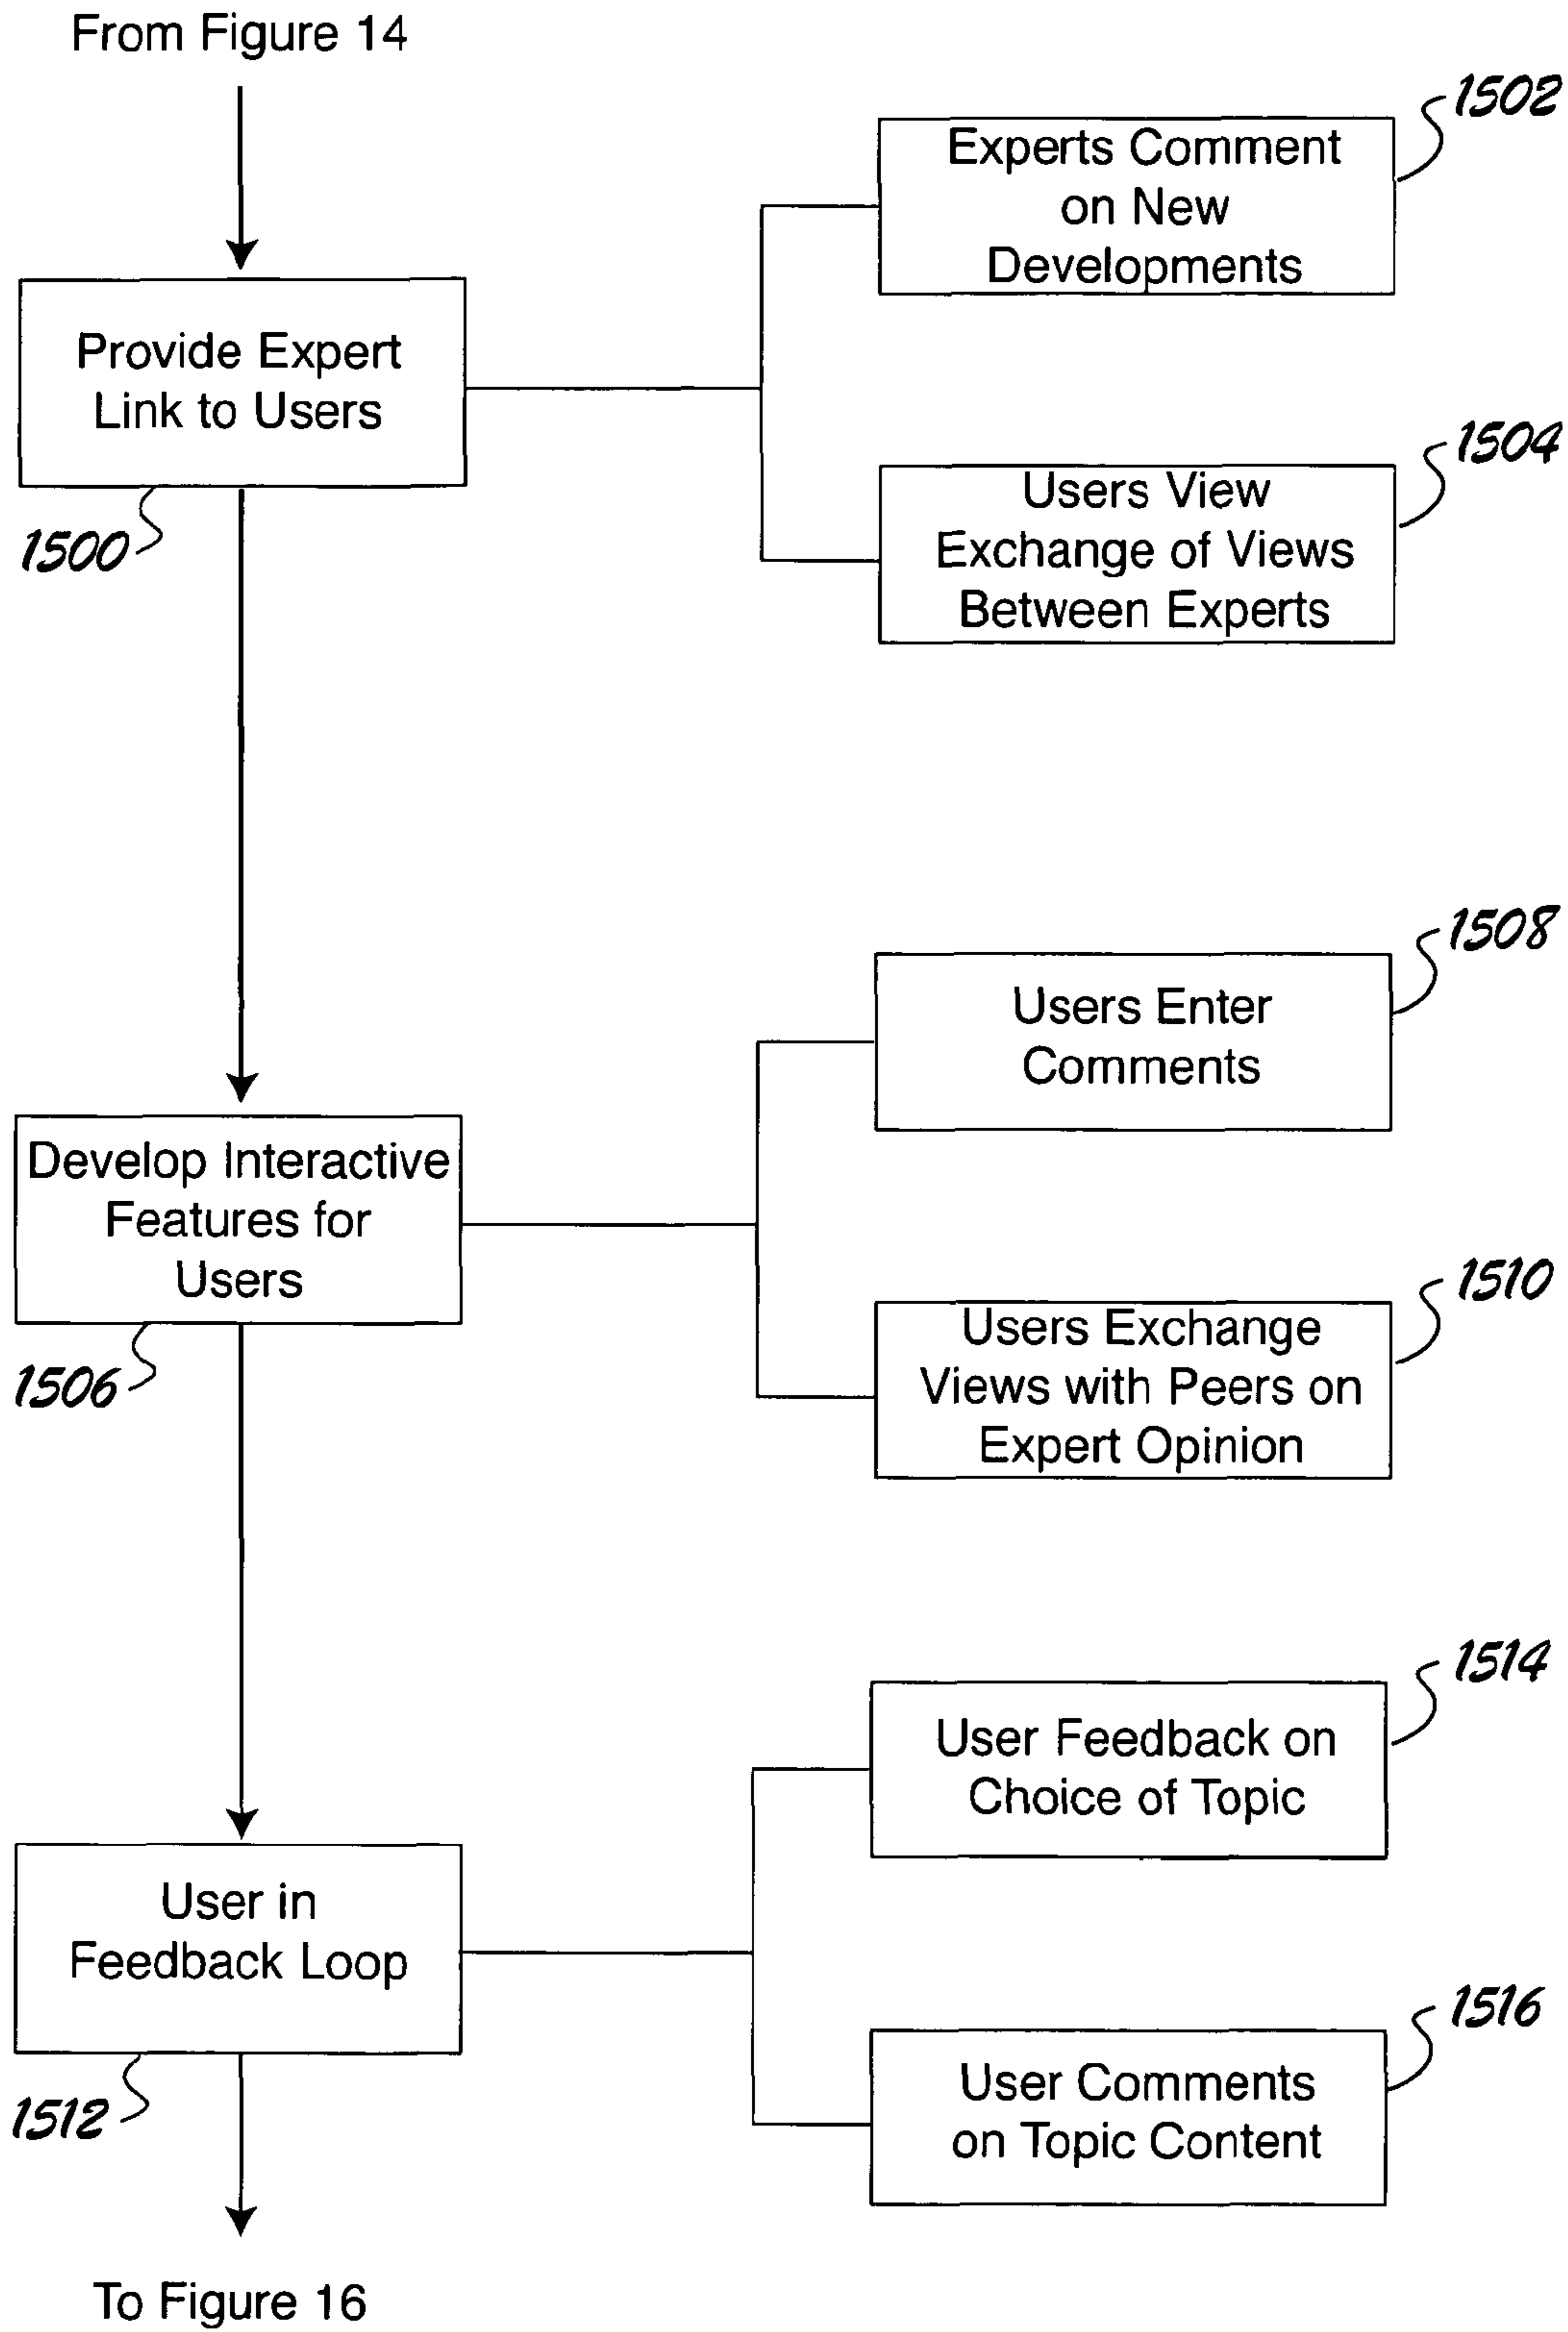 From Figure 14
1502
Experts Comment
on New
Developments
Provide Expert
Link to Users
1500
1504
Users View
Exchange of Views
Between Experts
1508
Users Enter
Comments
Develop Interactive
Features for
Users
1506
1510
Users Exchange
Views with Peers on
Expert Opinion
1514
User Feedback on
Choice of Topic
User in
Feedback Loop
1512
1516
User Comments
on Topic Content
To Figure 16